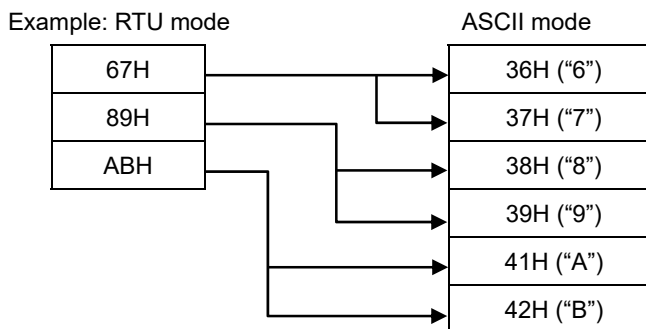 Example: RTU mode
ASCII mode
67H
36H (“6”)
89H
37H (“7”)
ABH
38H (“8”)
39H (“9”)
41H (“A”)
42H (“B”)